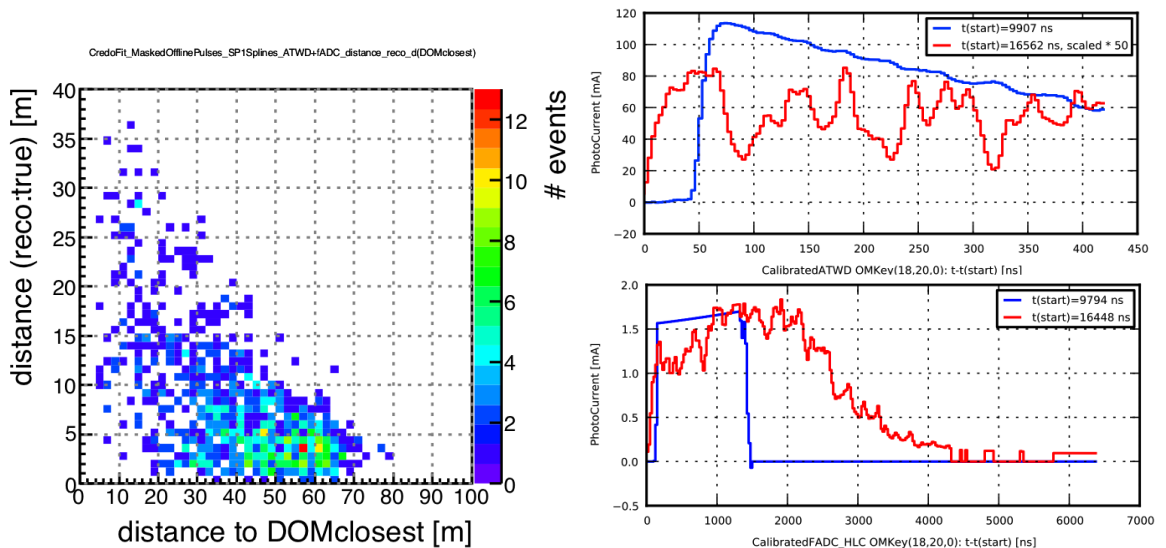 CredoFit_MaskedOfflinePulses_SP1Splines_ATWD+fADC_distance_reco_d(DOMclosest)
distance (reco:true) [m]
40
35
30
25
20
15
10
5
0
0 10 20 30 40 50 60 70 80 90 100
distance to DOMclosest [m]
12
10
8
6
4
2
0
# events
PhotoCurrent [mA]
120
100
80
60
40
20
0
−20
t(start)=9907 ns
t(start)=16562 ns, scaled * 50
0 50 100 150 200 250 300 350 400 450
CalibratedATWD OMKey(18,20,0): t-t(start) [ns]
PhotoCurrent [mA]
2.0
1.5
1.0
0.5
0.0
−0.5
t(start)=9794 ns
t(start)=16448 ns
0 1000 2000 3000 4000 5000 6000 7000
CalibratedFADC_HLC OMKey(18,20,0): t-t(start) [ns]